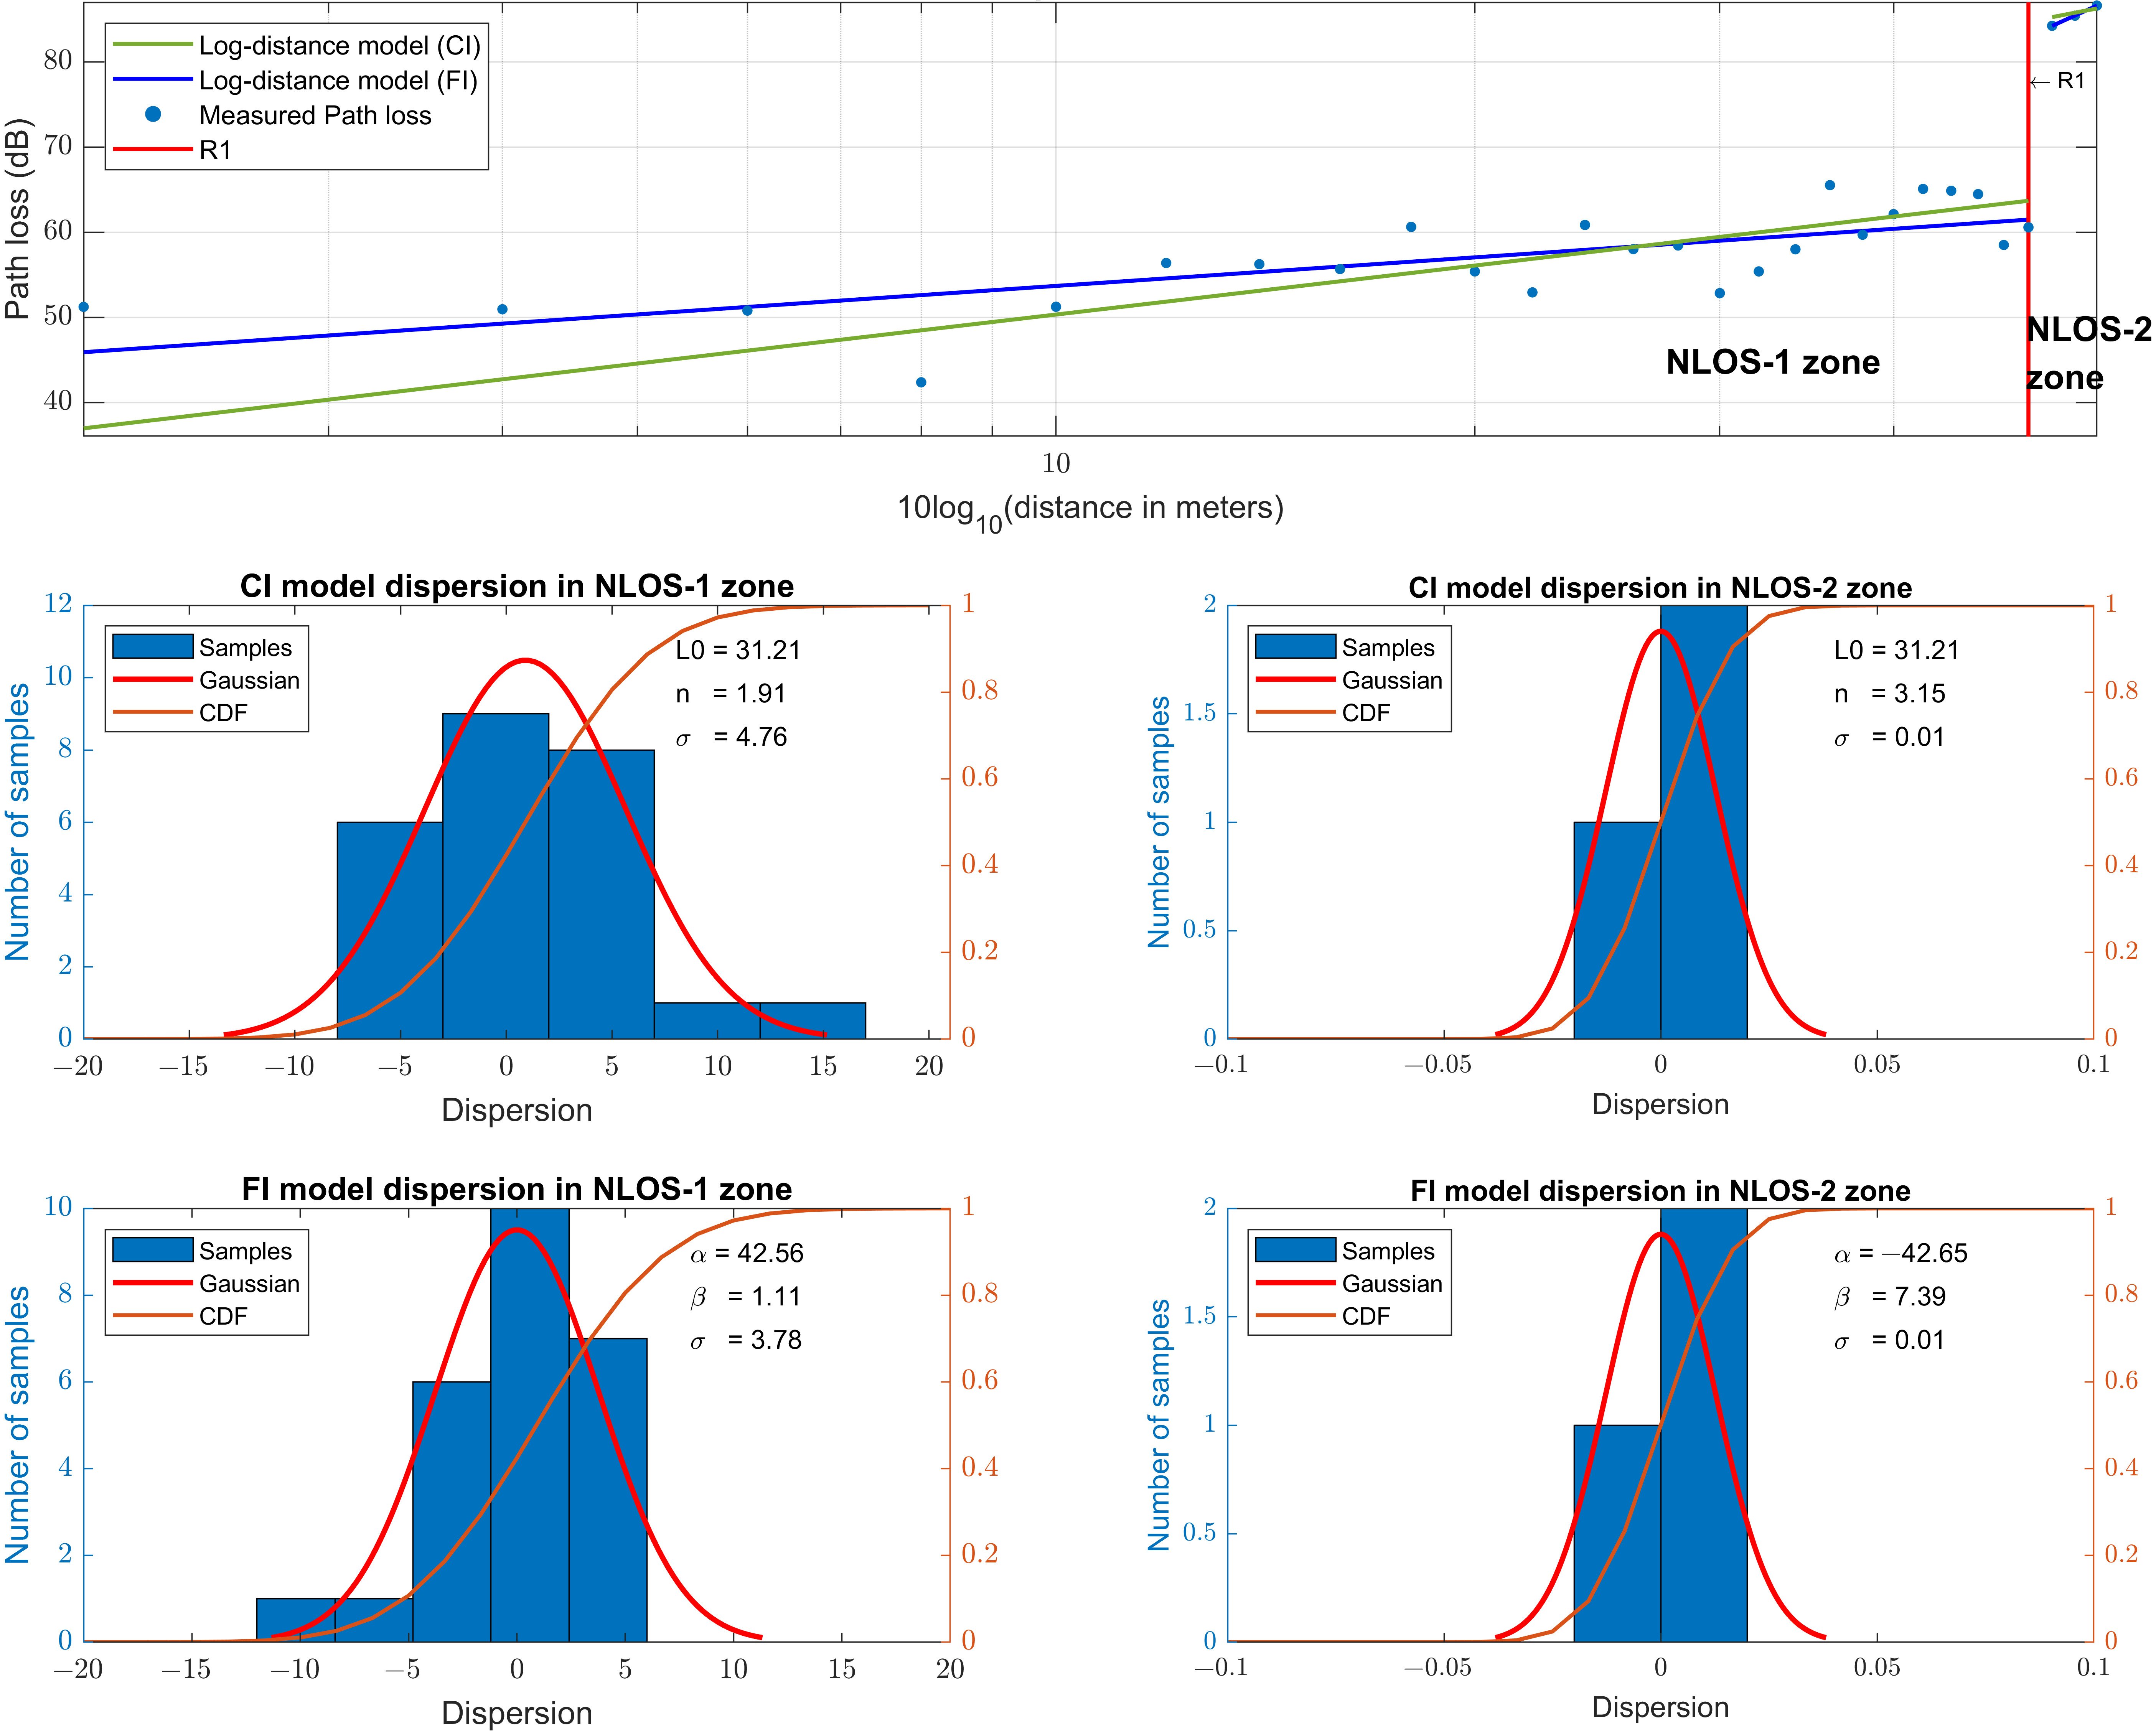 Log-distance model (CI)
Log-distance model (FI)
Measured Path loss
R1
80
70
60
50
40
Path loss (dB)
← R1
NLOS-1 zone
NLOS-2
zone
10
10log10(distance in meters)
CI model dispersion in NLOS-1 zone
Samples
Gaussian
CDF
L0 = 31.21
n = 1.91
σ = 4.76
Number of samples
12
10
8
6
4
2
0
1
0.8
0.6
0.4
0.2
0
−20 −15 −10 −5 0 5 10 15 20
Dispersion
CI model dispersion in NLOS-2 zone
Samples
Gaussian
CDF
L0 = 31.21
n = 3.15
σ = 0.01
Number of samples
2
1.5
1
0.5
0
1
0.8
0.6
0.4
0.2
0
−0.1 −0.05 0 0.05 0.1
Dispersion
FI model dispersion in NLOS-1 zone
Samples
Gaussian
CDF
α = 42.56
β = 1.11
σ = 3.78
Number of samples
10
8
6
4
2
0
1
0.8
0.6
0.4
0.2
0
−20 −15 −10 −5 0 5 10 15 20
Dispersion
FI model dispersion in NLOS-2 zone
Samples
Gaussian
CDF
α = −42.65
β = 7.39
σ = 0.01
Number of samples
2
1.5
1
0.5
0
1
0.8
0.6
0.4
0.2
0
−0.1 −0.05 0 0.05 0.1
Dispersion